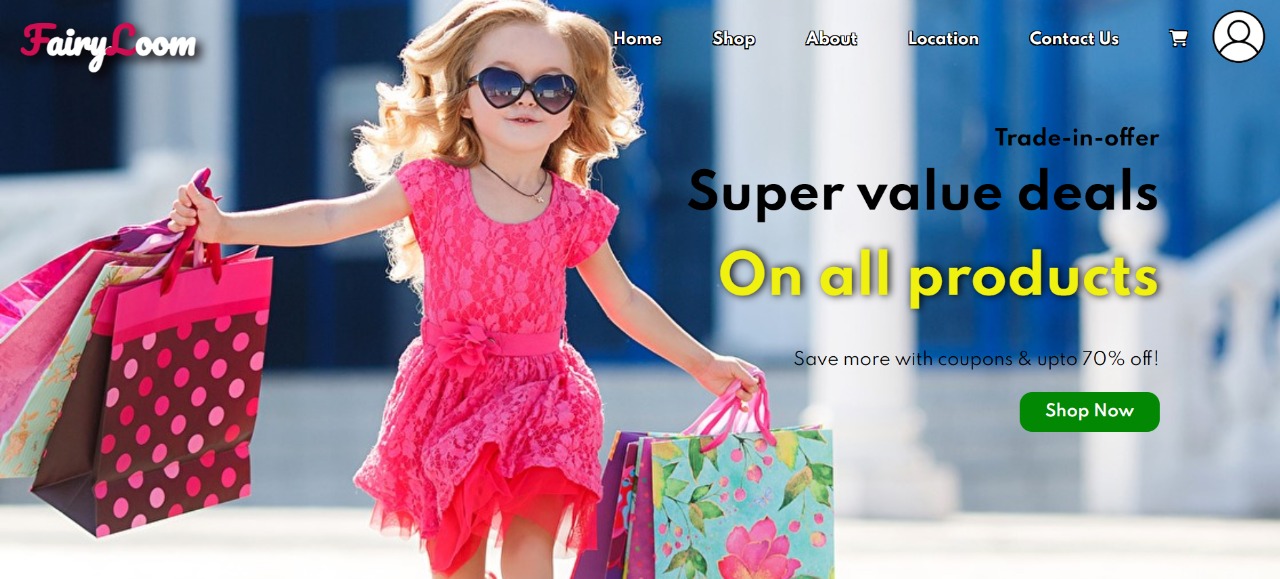 FairyLoom
Home Shop About Location Contact Us
Trade-in-offer
Super value deals
On all products
Save more with coupons & upto 70% off!
Shop Now